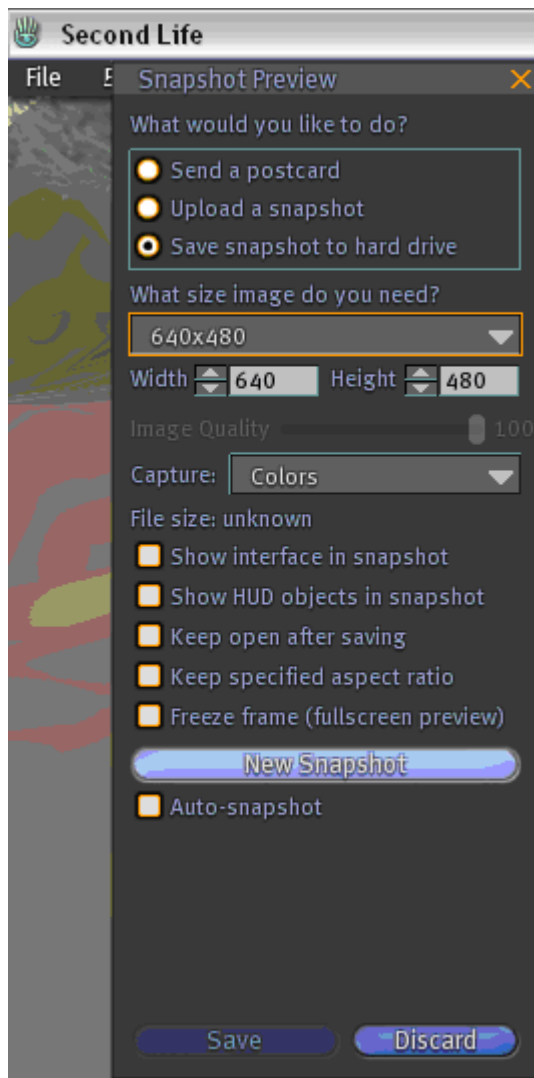 Second Life
File
Snapshot Preview
What would you like to do?
Send a postcard
Upload a snapshot
Save snapshot to hard drive
What size image do you need?
640x480
Width 640 Height 480
Image Quality 100
Capture: Colors
File size: unknown
Show interface in snapshot
Show HUD objects in snapshot
Keep open after saving
Keep specified aspect ratio
Freeze frame (fullscreen preview)
New Snapshot
Auto-snapshot
Save Discard